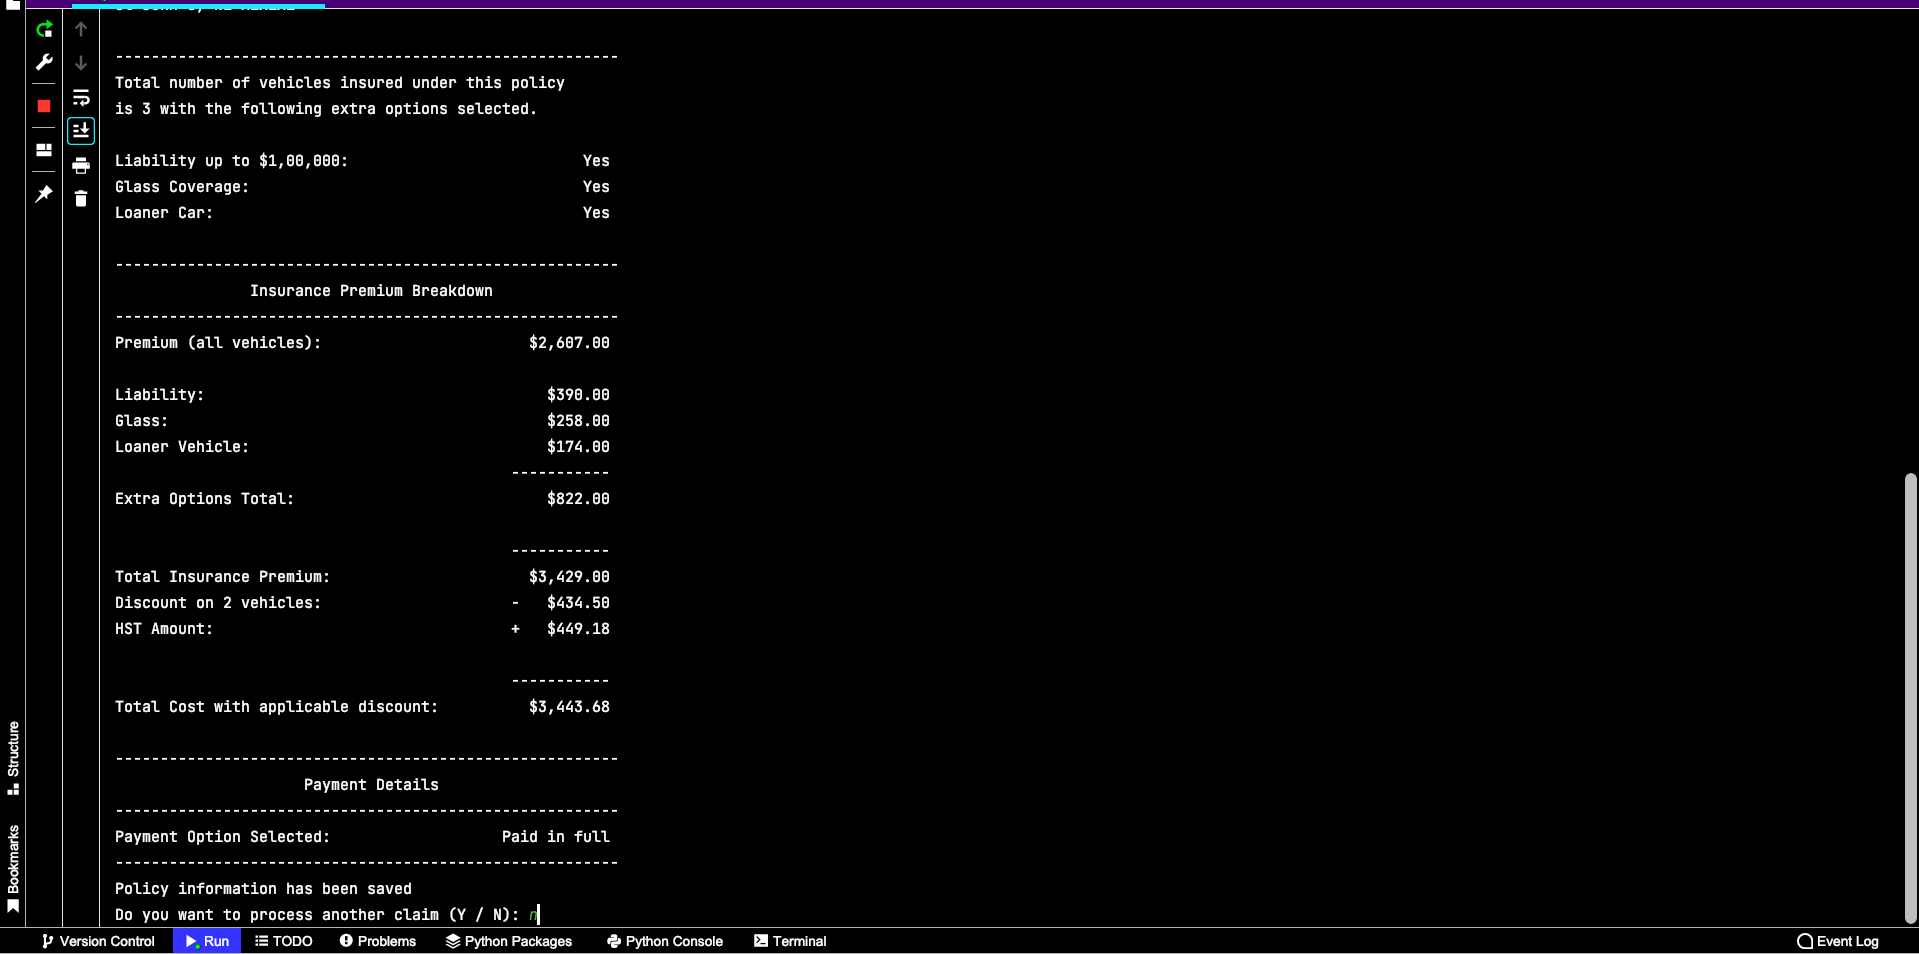 --------------------------------------------------------
Total number of vehicles insured under this policy
is 3 with the following extra options selected.
Liability up to $1,00,000: Yes
Glass Coverage: Yes
Loaner Car: Yes
--------------------------------------------------------
Insurance Premium Breakdown
--------------------------------------------------------
Premium (all vehicles): $2,607.00
Liability: $390.00
Glass: $258.00
Loaner Vehicle: $174.00
-----------
Extra Options Total: $822.00
-----------
Total Insurance Premium: $3,429.00
Discount on 2 vehicles: - $434.50
HST Amount: + $449.18
-----------
Total Cost with applicable discount: $3,443.68
--------------------------------------------------------
Payment Details
--------------------------------------------------------
Payment Option Selected: Paid in full
--------------------------------------------------------
Policy information has been saved
Do you want to process another claim (Y / N): n
Structure
Bookmarks
Version Control Run TODO Problems Python Packages Python Console Terminal Event Log